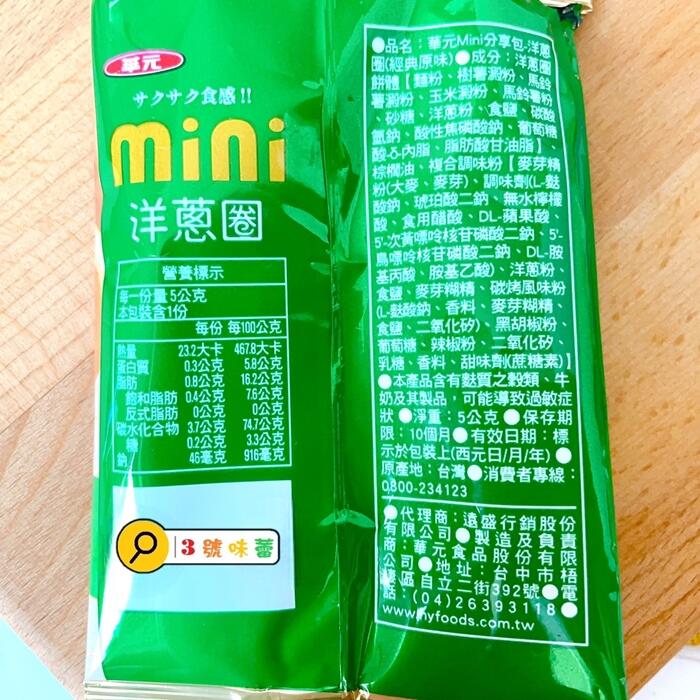 華元
サクサク食感!!
mini
洋蔥圈
營養標示
每一份量 5公克
本包裝含1份
每份 每100公克
熱量 23.2大卡 467.8大卡
蛋白質 0.3公克 5.8公克
脂肪 0.8公克 16.2公克
飽和脂肪 0.4公克 7.6公克
反式脂肪 0公克 0公克
碳水化合物 3.7公克 74.7公克
糖 0.2公克 3.3公克
鈉 46毫克 916毫克
3號味蕾
●品名：華元Mini分享包-洋蔥
圈(經典原味)●成分：洋蔥圈
餅體【麵粉、樹薯澱粉、馬鈴
薯澱粉、玉米澱粉、馬鈴薯粉
、砂糖、洋蔥粉、食鹽、碳酸
氫鈉、酸性焦磷酸鈉、葡萄糖
酸-δ-內脂、脂肪酸甘油脂】、
棕櫚油、複合調味粉【麥芽精
粉(大麥、麥芽)、調味劑(L-麩
酸鈉、琥珀酸二鈉、無水檸檬
酸、食用醋酸、DL-蘋果酸、
5'-次黃嘌呤核苷磷酸二鈉、5'-
鳥嘌呤核苷磷酸二鈉、DL-胺
基丙酸、胺基乙酸)、洋蔥粉、
食鹽、麥芽糊精、碳烤風味粉
(L-麩酸鈉、香料、麥芽糊精、
食鹽、二氧化矽)、黑胡椒粉、
葡萄糖、辣椒粉、二氧化矽、
乳糖、香料、甜味劑(蔗糖素)】
●本產品含有麩質之穀類、牛
奶及其製品，可能導致過敏症
狀●淨重：5公克●保存期
限：10個月●有效日期：標
示於包裝上(西元日/月/年)●
原產地：台灣●消費者專線：
0800-234123
●代理商：遠盛行銷股份
有限公司●製造及負責
商：華元食品股份有限
公司●地址：台中市梧
棲區自立二街392號●電
話：(04)26393118●
www.hyfoods.com.tw